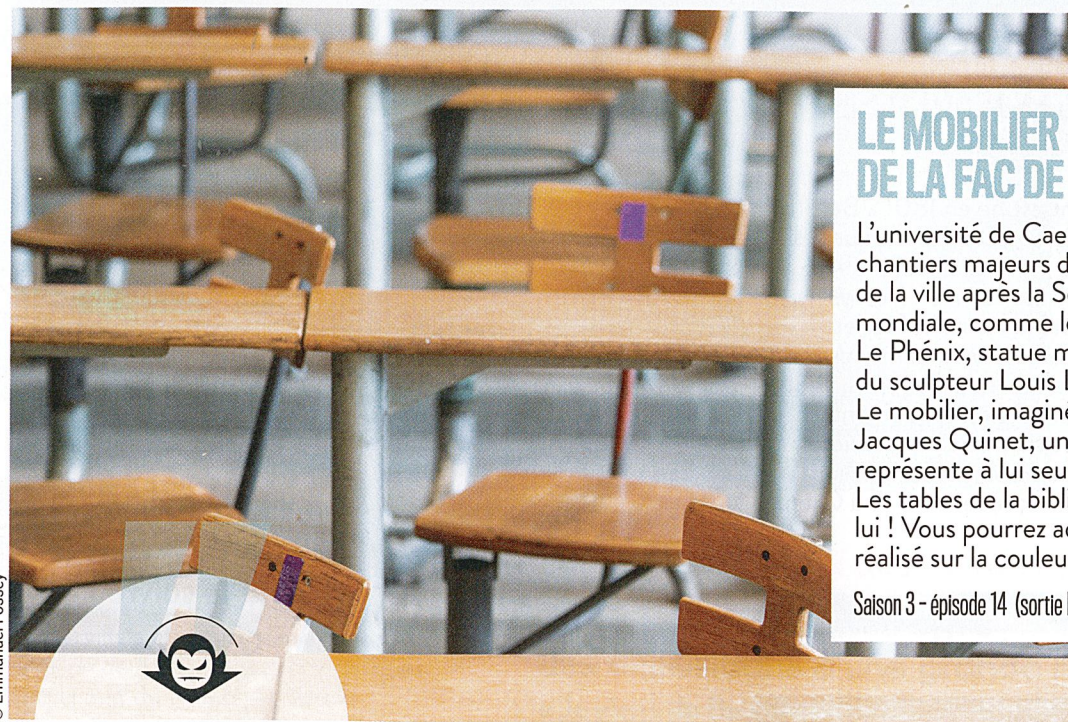 LE MOBILIER
DE LA FAC DE
L'université de Cae
chantiers majeurs d
de la ville après la S
mondiale, comme l
Le Phénix, statue m
du sculpteur Louis L
Le mobilier, imaginé
Jacques Quinet, un
représente à lui seu
Les tables de la bibl
lui ! Vous pourrez a
réalisé sur la couleu
Saison 3 - épisode 14 (sortie